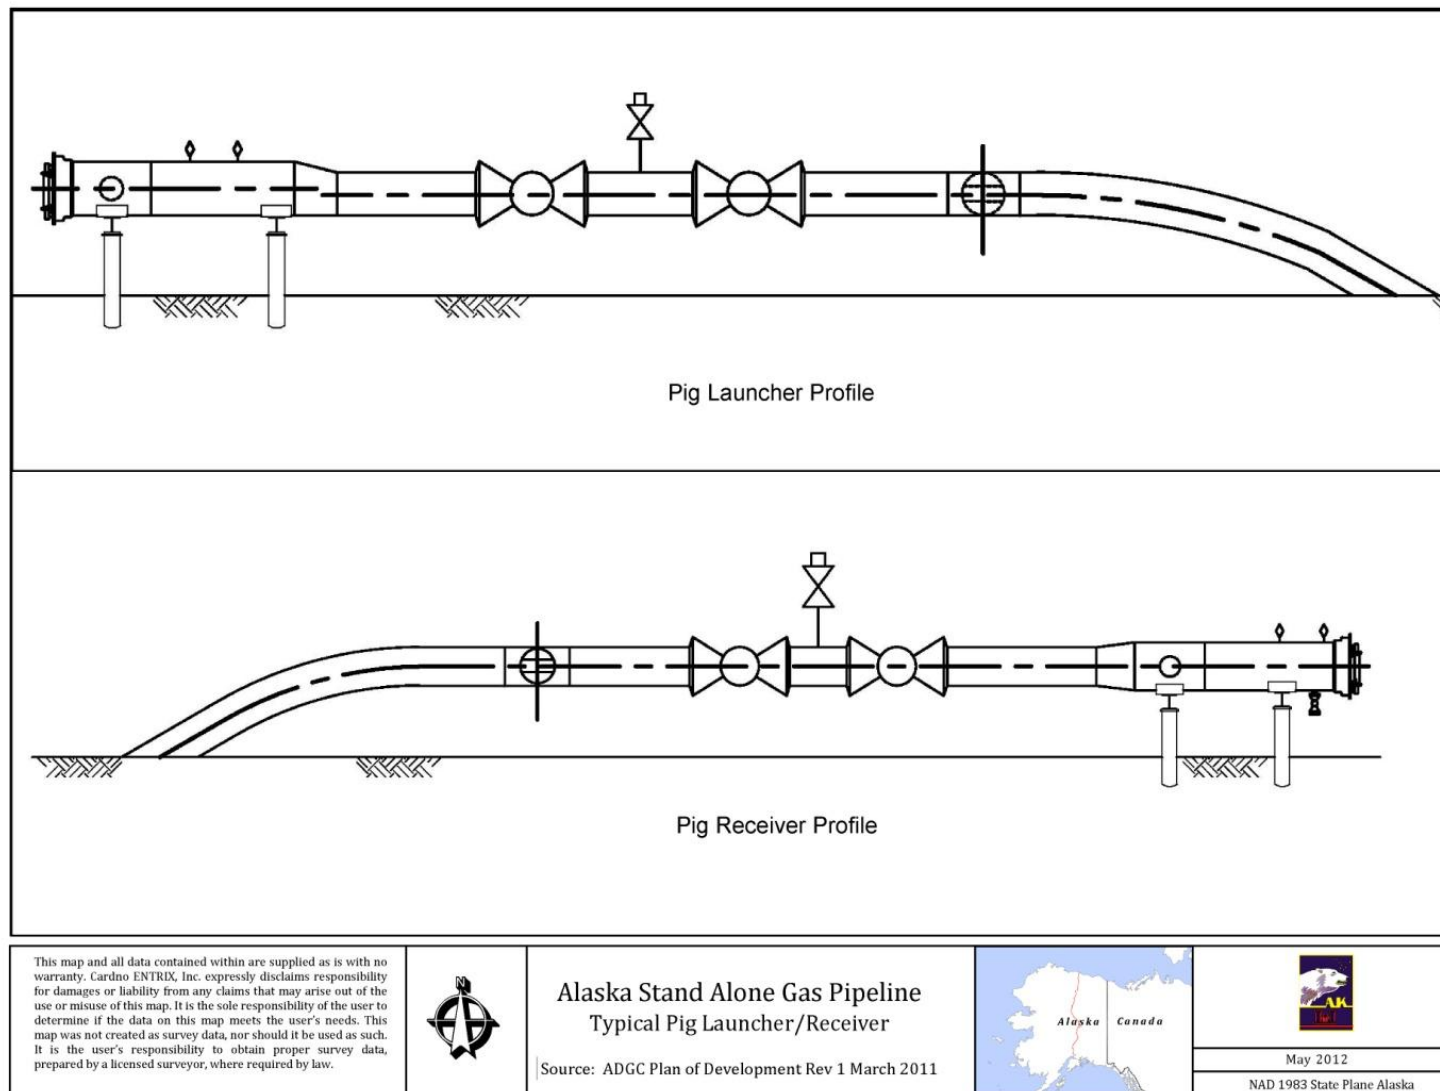 Pig Launcher Profile
Pig Receiver Profile
This map and all data contained within are supplied as is with no
warranty. Cardno ENTRIX, Inc. expressly disclaims responsibility
for damages or liability from any claims that may arise out of the
use or misuse of this map. It is the sole responsibility of the user to
determine if the data on this map meets the user's needs. This
map was not created as survey data, nor should it be used as such.
It is the user's responsibility to obtain proper survey data,
prepared by a licensed surveyor, where required by law.
N
Alaska Stand Alone Gas Pipeline
Typical Pig Launcher/Receiver
Source: ADGC Plan of Development Rev 1 March 2011
Alaska Canada
AK
May 2012
NAD 1983 State Plane Alaska